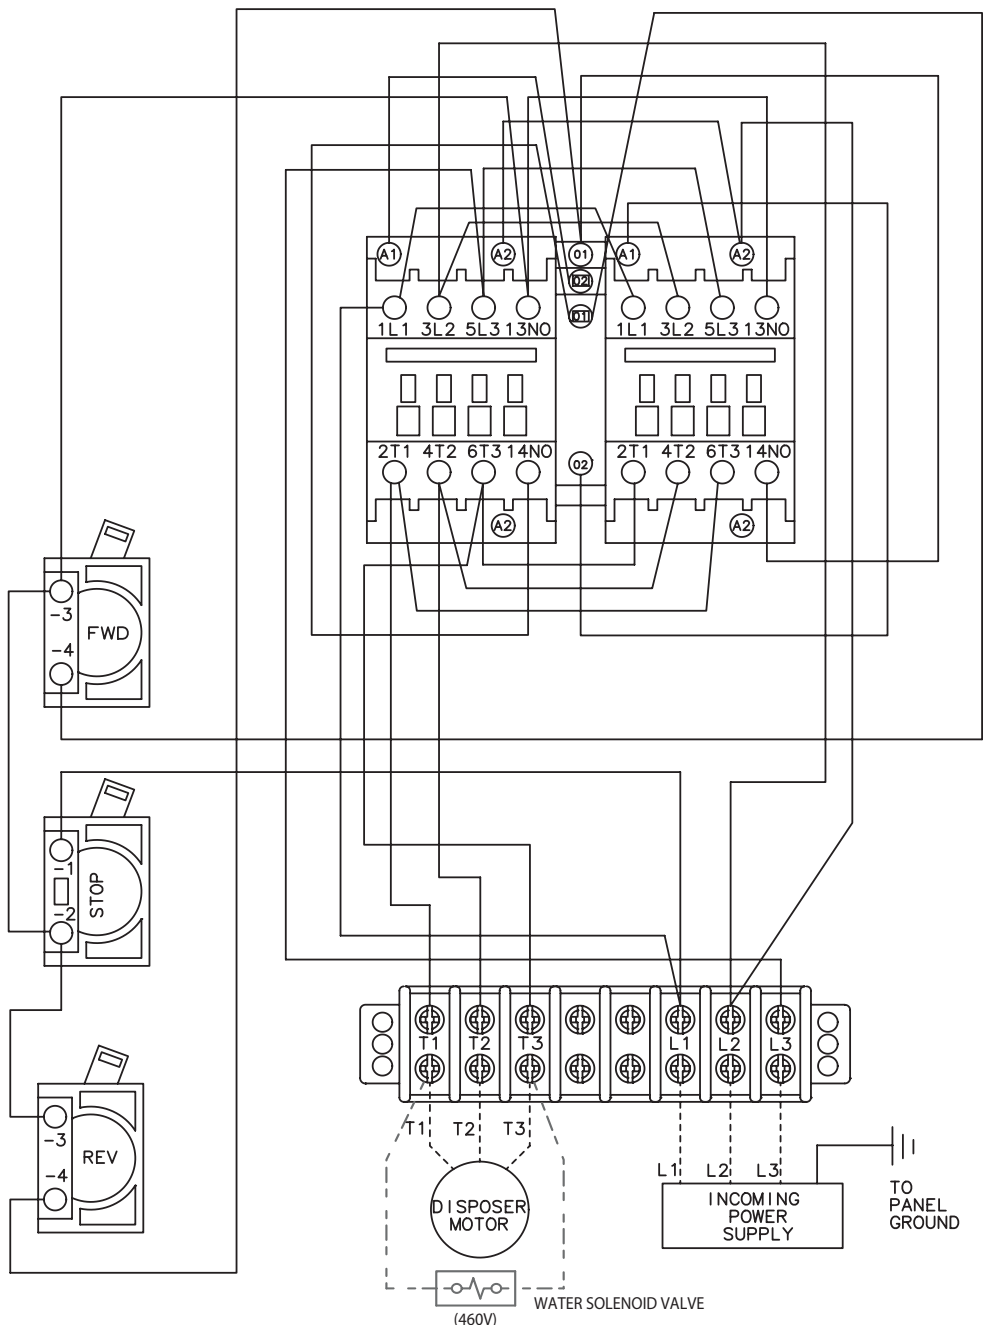 A1 A2 01 A1 A2
02
01
1L1 3L2 5L3 13NO 1L1 3L2 5L3 13NO
2T1 4T2 6T3 14NO 2T1 4T2 6T3 14NO
02
A2 A2
-3
FWD
-4
-1
STOP
-2
-3
REV
-4
T1 T2 T3 L1 L2 L3
T1 T2 T3
L1 L2 L3
DISPOSER
MOTOR
INCOMING
POWER
SUPPLY
TO
PANEL
GROUND
WATER SOLENOID VALVE
(460V)